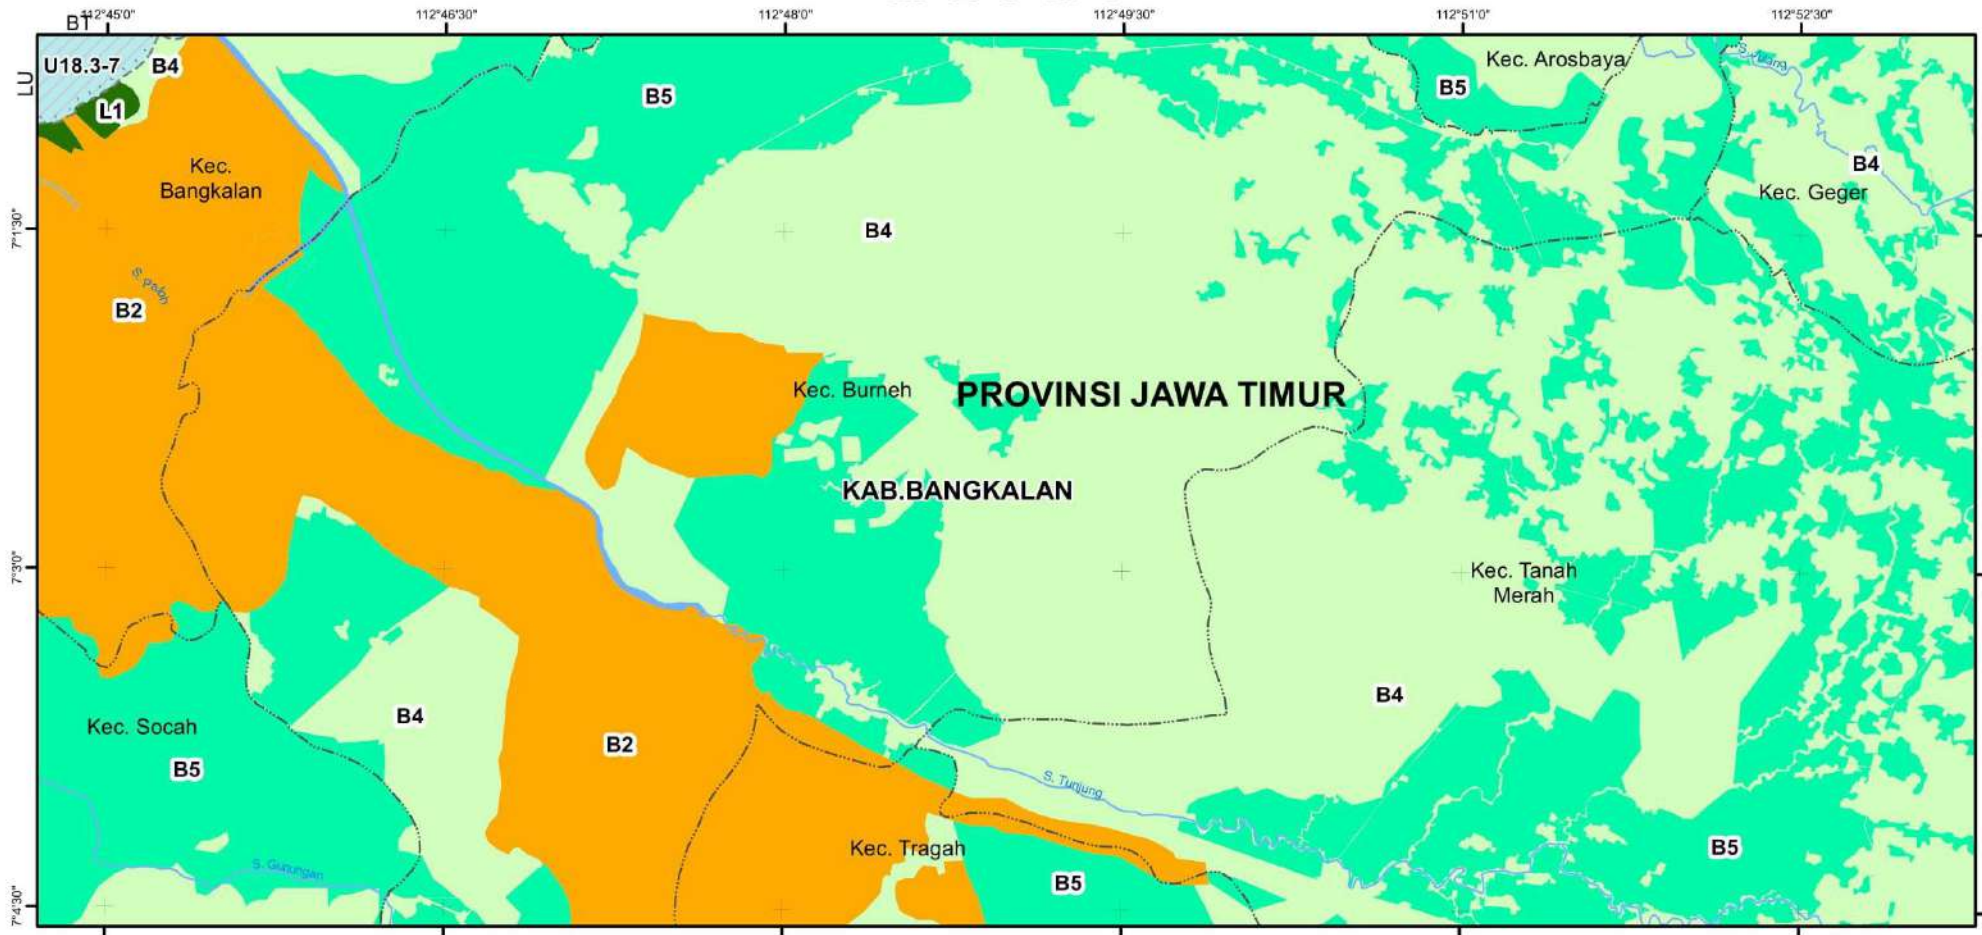 112°45'0"
112°46'30"
112°48'0"
112°49'30"
112°51'0"
112°52'30"
BT
LU
U18.3-7
B4
L1
B5
B5
Kec. Arosbaya
S.
7°1'30"
Kec.
Bangkalan
B4
Kec. Geger
B4
B2
S.
Kec. Burneh
PROVINSI JAWA TIMUR
KAB.BANGKALAN
7°3'0"
Kec. Tanah
Merah
Kec. Socah
B4
B4
B2
B5
S. Tunjung
Kec. Tragah
B5
B5
S. Gunungan
7°4'30"